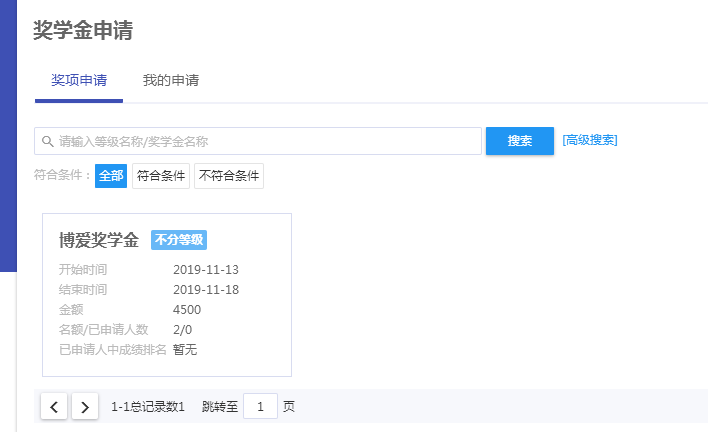 奖学金申请
奖项申请 我的申请
请输入等级名称/奖学金名称 搜索 [高级搜索]
符合条件： 全部 符合条件 不符合条件
博爱奖学金 不分等级
开始时间 2019-11-13
结束时间 2019-11-18
金额 4500
名额/已申请人数 2/0
已申请人中成绩排名 暂无
1-1总记录数1 跳转至 1 页